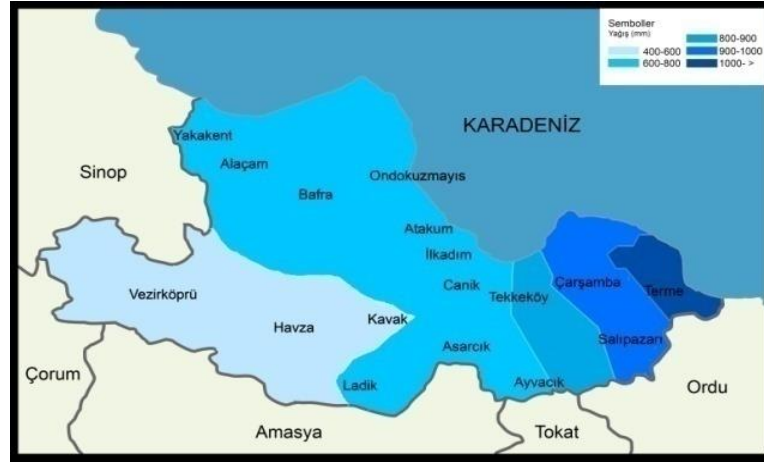 Semboller
Yağış (mm)
400-600
600-800
800-900
900-1000
1000- >
KARADENİZ
Yakakent
Alaçam
Sinop
Ondokuzmayıs
Bafra
Atakum
İlkadım
Canik
Çarşamba
Terme
Tekkeköy
Vezirköprü
Kavak
Havza
Asarcık
Salıpazarı
Çorum
Ladik
Ayvacık
Ordu
Amasya
Tokat